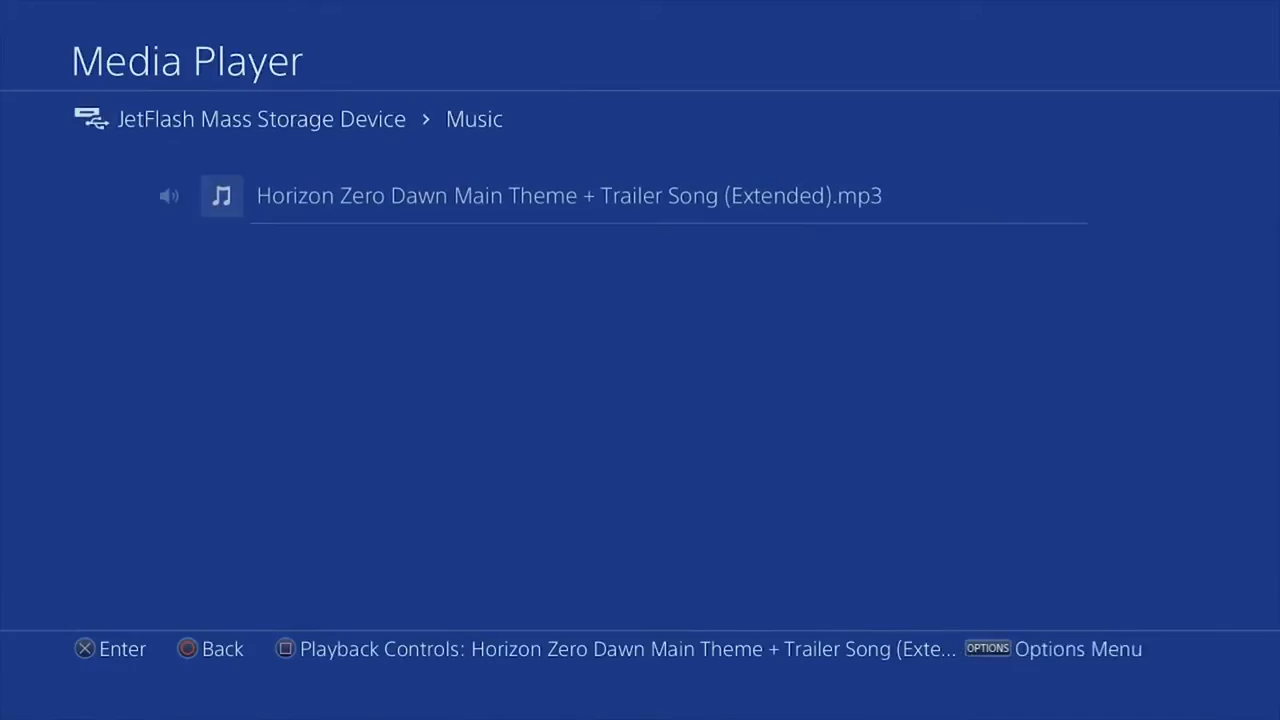 Media Player
JetFlash Mass Storage Device › Music
Horizon Zero Dawn Main Theme + Trailer Song (Extended).mp3
Enter Back Playback Controls: Horizon Zero Dawn Main Theme + Trailer Song (Exte... OPTIONS Options Menu